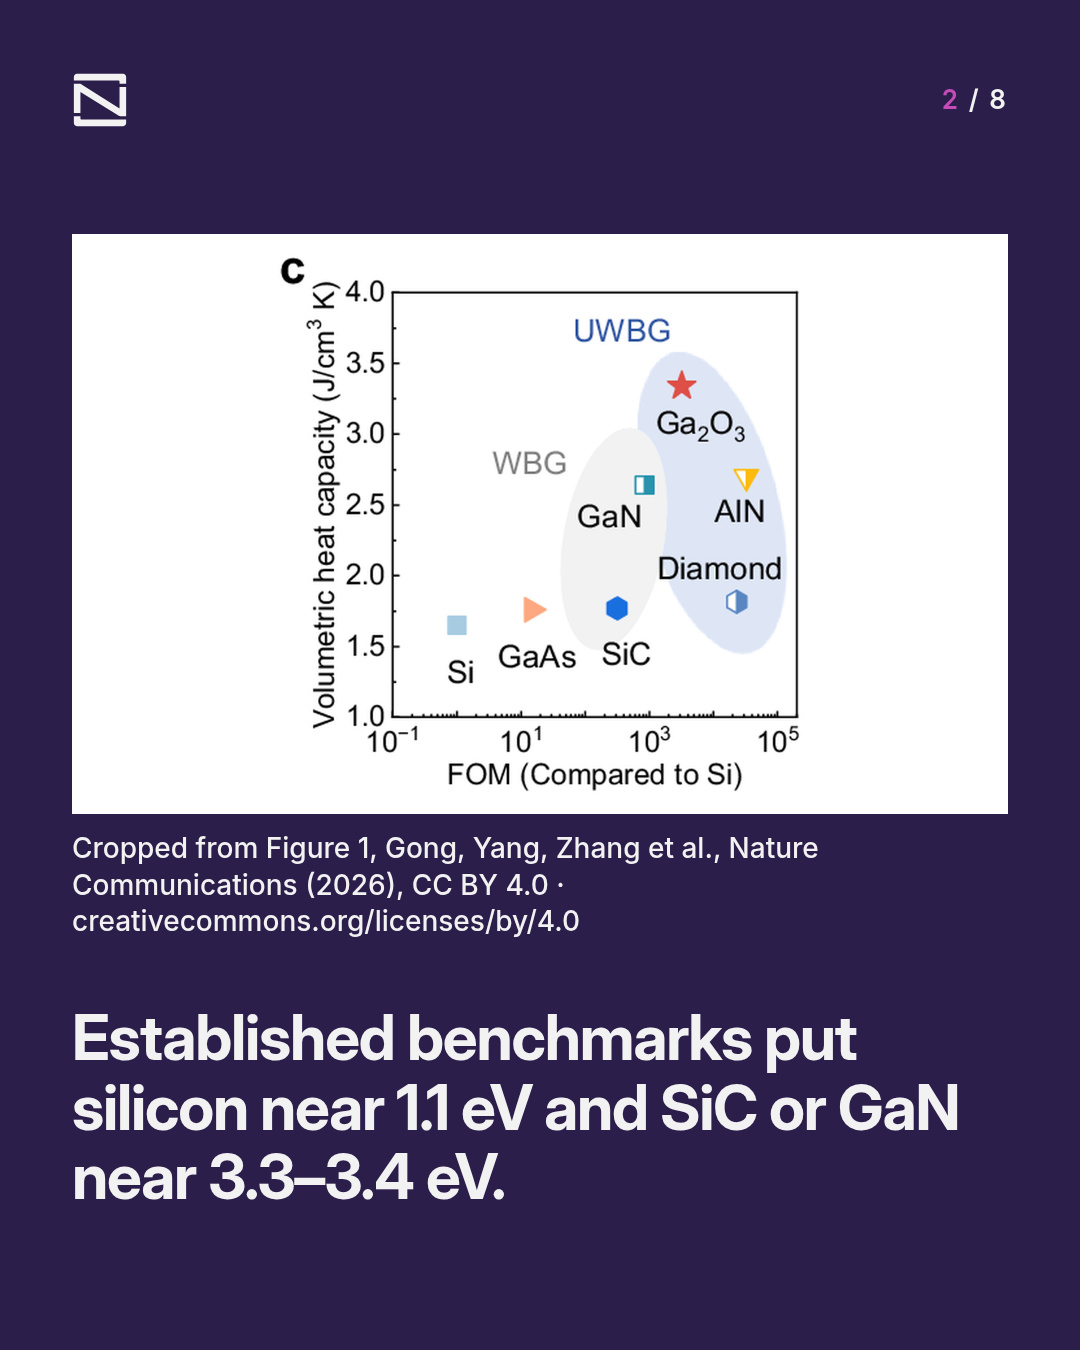 2 / 8
c
Volumetric heat capacity (J/cm³ K)
4.0
3.5
3.0
2.5
2.0
1.5
1.0
UWBG
Ga₂O₃
WBG
GaN
AlN
Diamond
Si
GaAs
SiC
10⁻¹
10¹
10³
10⁵
FOM (Compared to Si)
Cropped from Figure 1, Gong, Yang, Zhang et al., Nature
Communications (2026), CC BY 4.0 ·
creativecommons.org/licenses/by/4.0
Established benchmarks put
silicon near 1.1 eV and SiC or GaN
near 3.3–3.4 eV.